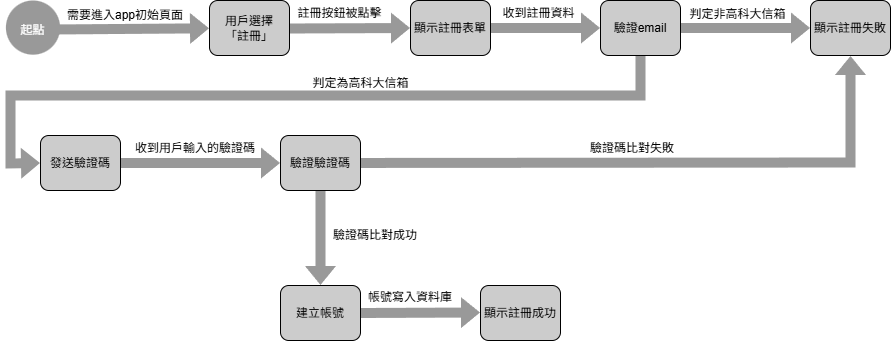 起點
需要進入app初始頁面
用戶選擇
「註冊」
註冊按鈕被點擊
顯示註冊表單
收到註冊資料
驗證email
判定非高科大信箱
顯示註冊失敗
判定為高科大信箱
發送驗證碼
收到用戶輸入的驗證碼
驗證驗證碼
驗證碼比對失敗
驗證碼比對成功
建立帳號
帳號寫入資料庫
顯示註冊成功